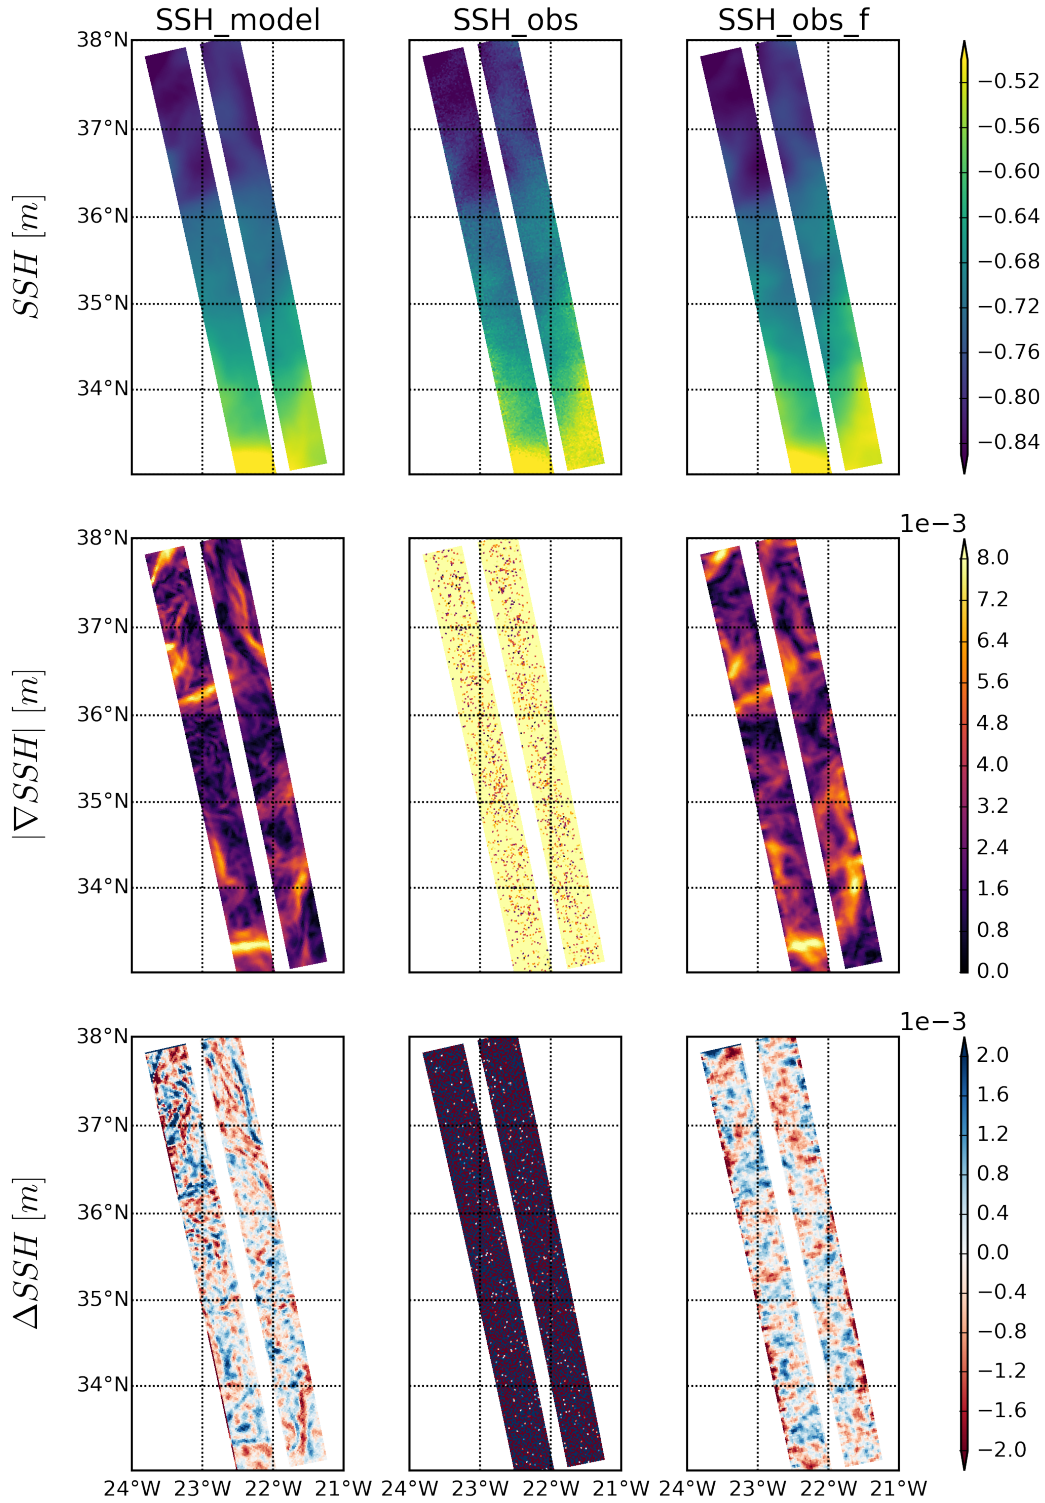 SSH_model SSH_obs SSH_obs_f
38°N
37°N
36°N
35°N
34°N
SSH [m]
−0.52
−0.56
−0.60
−0.64
−0.68
−0.72
−0.76
−0.80
−0.84
1e−3
38°N
37°N
36°N
35°N
34°N
|∇SSH| [m]
8.0
7.2
6.4
5.6
4.8
4.0
3.2
2.4
1.6
0.8
0.0
1e−3
38°N
37°N
36°N
35°N
34°N
ΔSSH [m]
2.0
1.6
1.2
0.8
0.4
0.0
−0.4
−0.8
−1.2
−1.6
−2.0
24°W 23°W 22°W 21°W 24°W 23°W 22°W 21°W 24°W 23°W 22°W 21°W